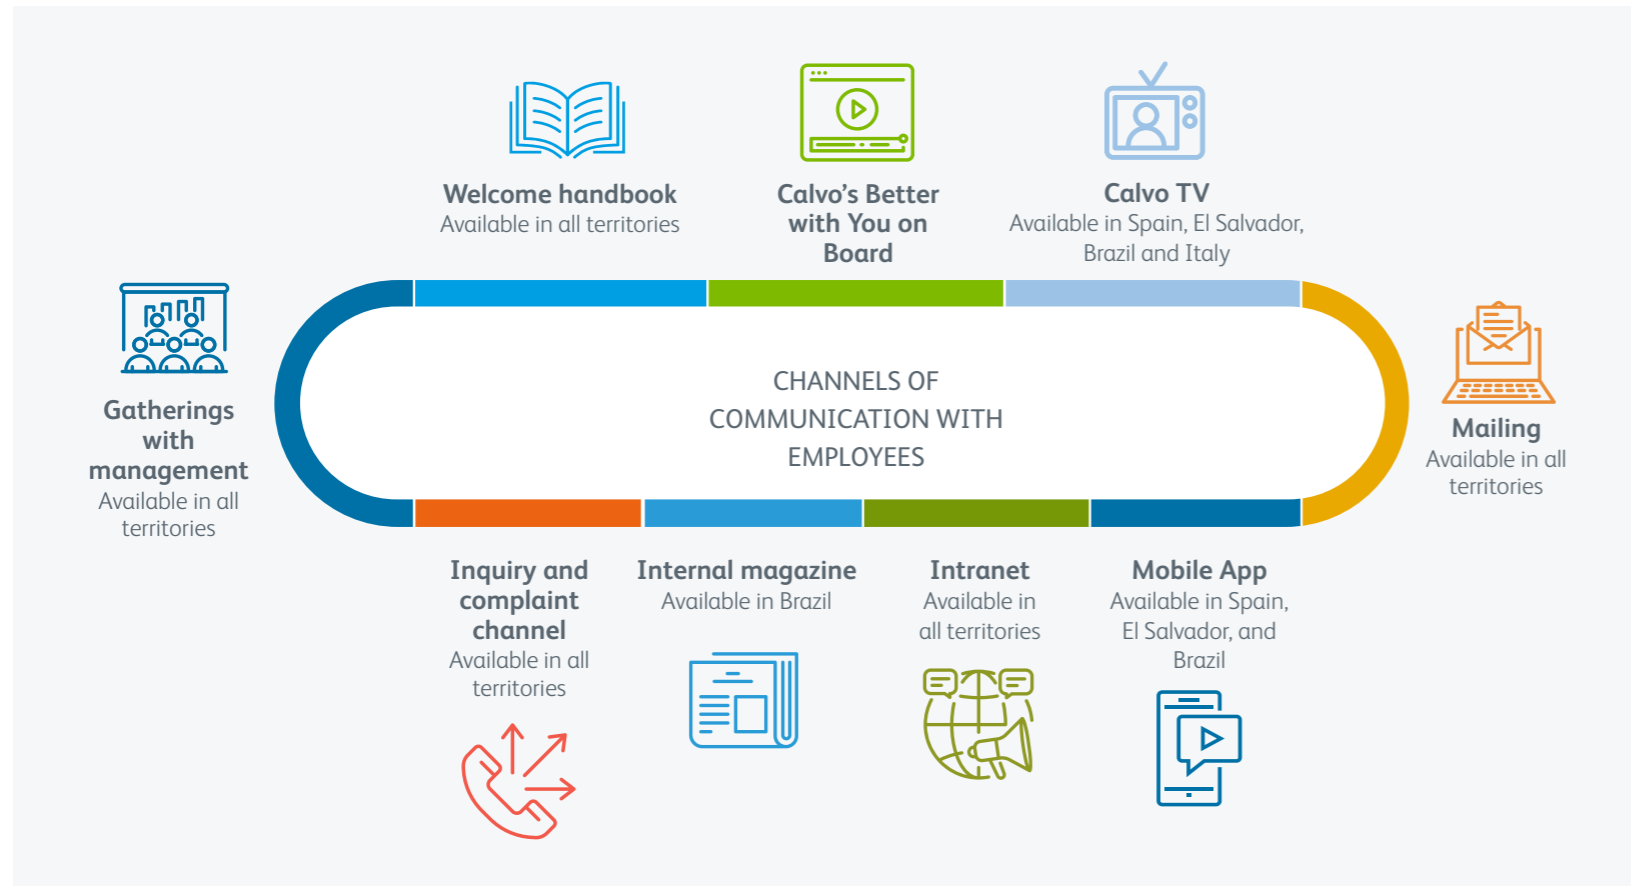 Welcome handbook
Available in all territories
Calvo’s Better
with You on
Board
Calvo TV
Available in Spain, El Salvador,
Brazil and Italy
Gatherings
with
management
Available in all
territories
CHANNELS OF
COMMUNICATION WITH
EMPLOYEES
Mailing
Available in all
territories
Inquiry and
complaint
channel
Available in all
territories
Internal magazine
Available in Brazil
Intranet
Available in
all territories
Mobile App
Available in Spain,
El Salvador, and
Brazil